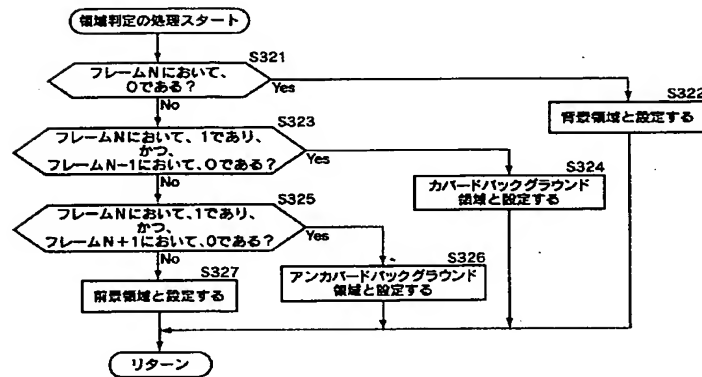 領域判定の処理スタート
S321
フレームNにおいて、
0である?
Yes
No
S322
背景領域と設定する
S323
フレームNにおいて、1であり、
かつ、
フレームN−1において、0である?
Yes
No
S324
カバードバックグラウンド
領域と設定する
S325
フレームNにおいて、1であり、
かつ、
フレームN+1において、0である?
Yes
No
S326
アンカバードバックグラウンド
領域と設定する
S327
前景領域と設定する
リターン